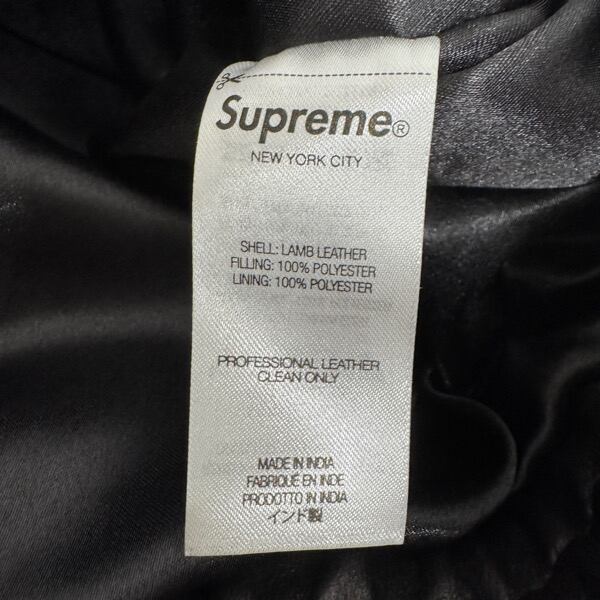 Supreme®
NEW YORK CITY
SHELL: LAMB LEATHER
FILLING: 100% POLYESTER
LINING: 100% POLYESTER
PROFESSIONAL LEATHER
CLEAN ONLY
MADE IN INDIA
FABRIQUÉ EN INDE
PRODOTTO IN INDIA
インド製